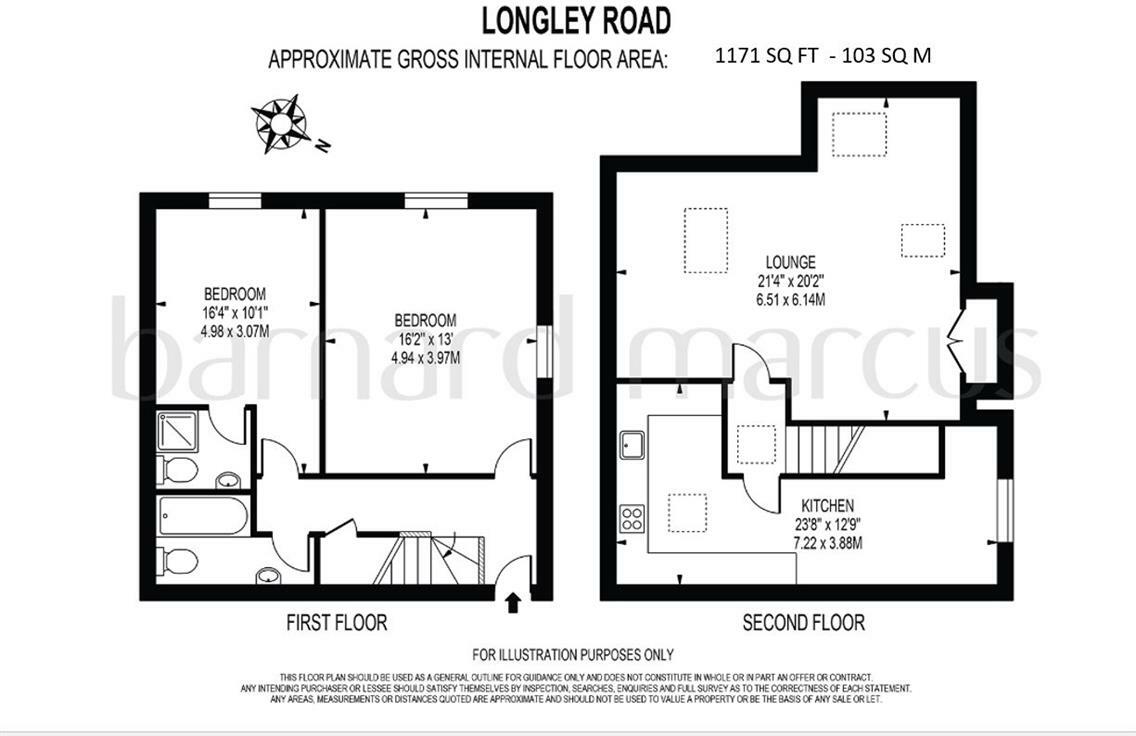 LONGLEY ROAD
APPROXIMATE GROSS INTERNAL FLOOR AREA: 1171 SQ FT - 103 SQ M
N
BEDROOM
16'4" x 10'1"
4.98 x 3.07M
BEDROOM
16'2" x 13'
4.94 x 3.97M
LOUNGE
21'4" x 20'2"
6.51 x 6.14M
barnard marcus
KITCHEN
23'8" x 12'9"
7.22 x 3.88M
FIRST FLOOR
SECOND FLOOR
FOR ILLUSTRATION PURPOSES ONLY
THIS FLOOR PLAN SHOULD BE USED AS A GENERAL OUTLINE FOR GUIDANCE ONLY AND DOES NOT CONSTITUTE IN WHOLE OR IN PART AN OFFER OR CONTRACT.
ANY INTENDING PURCHASER OR LESSEE SHOULD SATISFY THEMSELVES BY INSPECTION, SEARCHES, ENQUIRIES AND FULL SURVEY AS TO THE CORRECTNESS OF EACH STATEMENT.
ANY AREAS, MEASUREMENTS OR DISTANCES QUOTED ARE APPROXIMATE AND SHOULD NOT BE USED TO VALUE A PROPERTY OR BE THE BASIS OF ANY SALE OR LET.